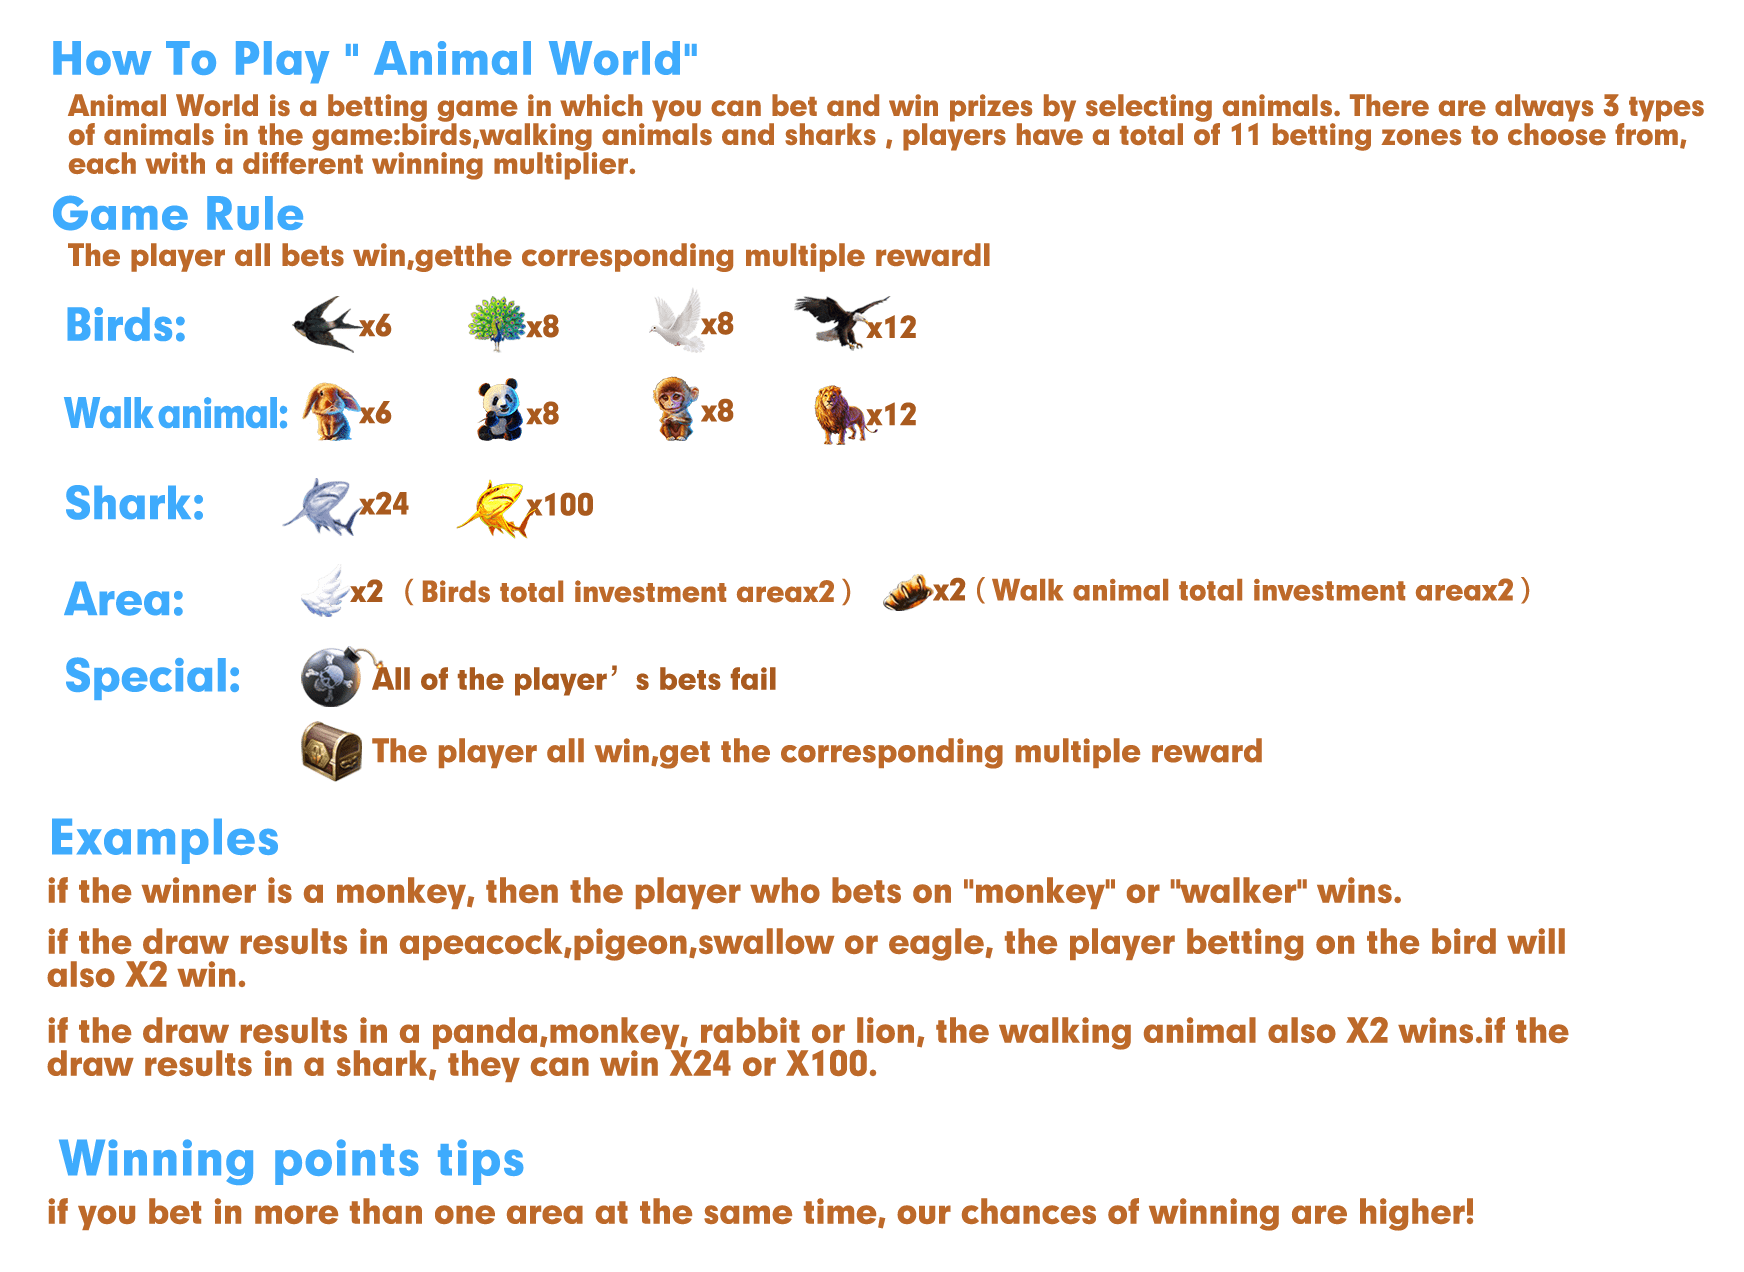 How To Play " Animal World"
Animal World is a betting game in which you can bet and win prizes by selecting animals. There are always 3 types
of animals in the game:birds,walking animals and sharks , players have a total of 11 betting zones to choose from,
each with a different winning multiplier.
Game Rule
The player all bets win,getthe corresponding multiple rewardl
Birds: x6 x8 x8 x12
Walk animal: x6 x8 x8 x12
Shark: x24 x100
Area: x2 （Birds total investment areax2） x2（Walk animal total investment areax2）
Special: All of the player’s bets fail
The player all win,get the corresponding multiple reward
Examples
if the winner is a monkey, then the player who bets on "monkey" or "walker" wins.
if the draw results in apeacock,pigeon,swallow or eagle, the player betting on the bird will
also X2 win.
if the draw results in a panda,monkey, rabbit or lion, the walking animal also X2 wins.if the
draw results in a shark, they can win X24 or X100.
Winning points tips
if you bet in more than one area at the same time, our chances of winning are higher!